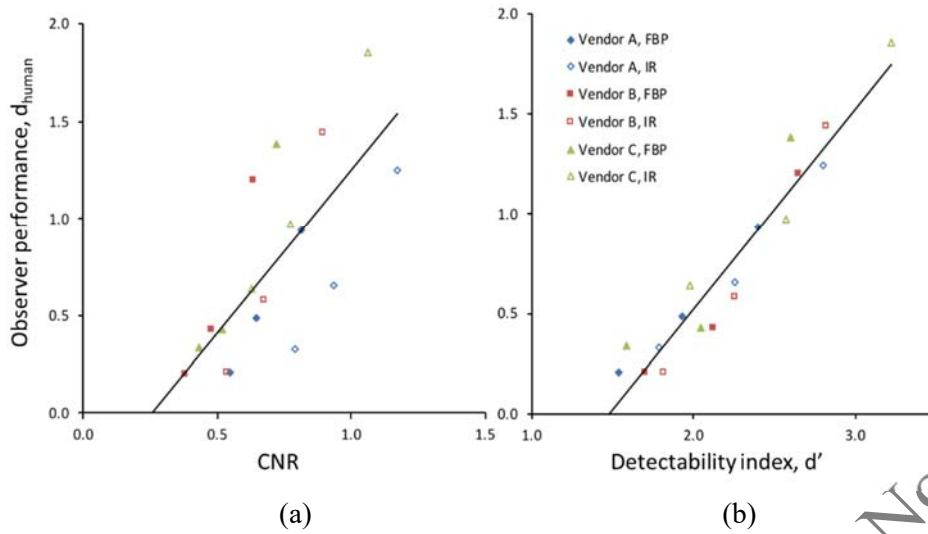 2.0
1.5
1.0
0.5
0.0
Observer performance, d_human
0.0 0.5 1.0 1.5
CNR
(a)
2.0
1.5
1.0
0.5
0.0
Vendor A, FBP
Vendor A, IR
Vendor B, FBP
Vendor B, IR
Vendor C, FBP
Vendor C, IR
1.0 2.0 3.0
Detectability index, d’
(b)